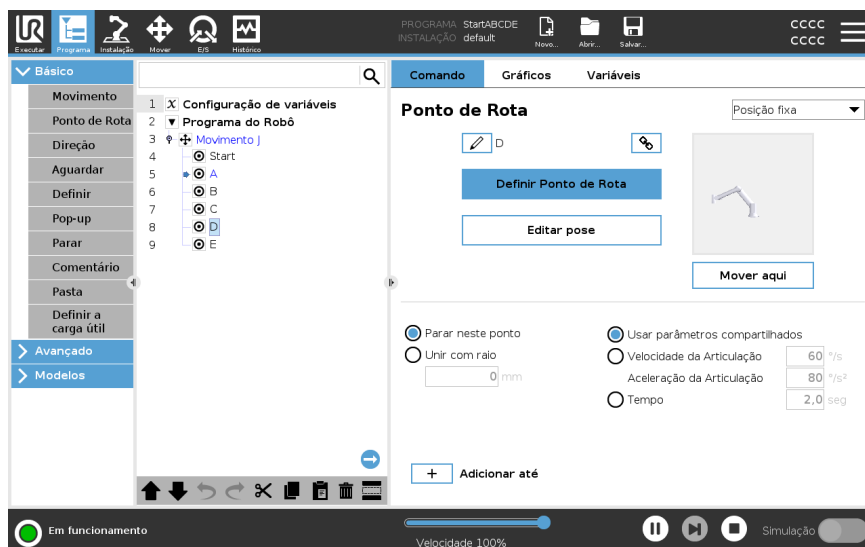 PROGRAMA StartABCDE
INSTALAÇÃO default
UR
Executar
Programa
Instalação
Mover
E/S
Histórico
Novo...
Abrir...
Salvar...
CCCC
CCCC
Básico
Movimento
Ponto de Rota
Direção
Aguardar
Definir
Pop-up
Parar
Comentário
Pasta
Definir a
carga útil
Avançado
Modelos
1 X Configuração de variáveis
2 Programa do Robô
3 Movimento J
4 Start
5 A
6 B
7 C
8 D
9 E
Comando Gráficos Variáveis
Ponto de Rota
Posição fixa
D
Definir Ponto de Rota
Editar pose
Mover aqui
Parar neste ponto
Unir com raio
0 mm
Usar parâmetros compartilhados
Velocidade da Articulação 60 °/s
Aceleração da Articulação 80 °/s²
Tempo 2,0 seg
+ Adicionar até
Em funcionamento
Velocidade 100%
Simulação